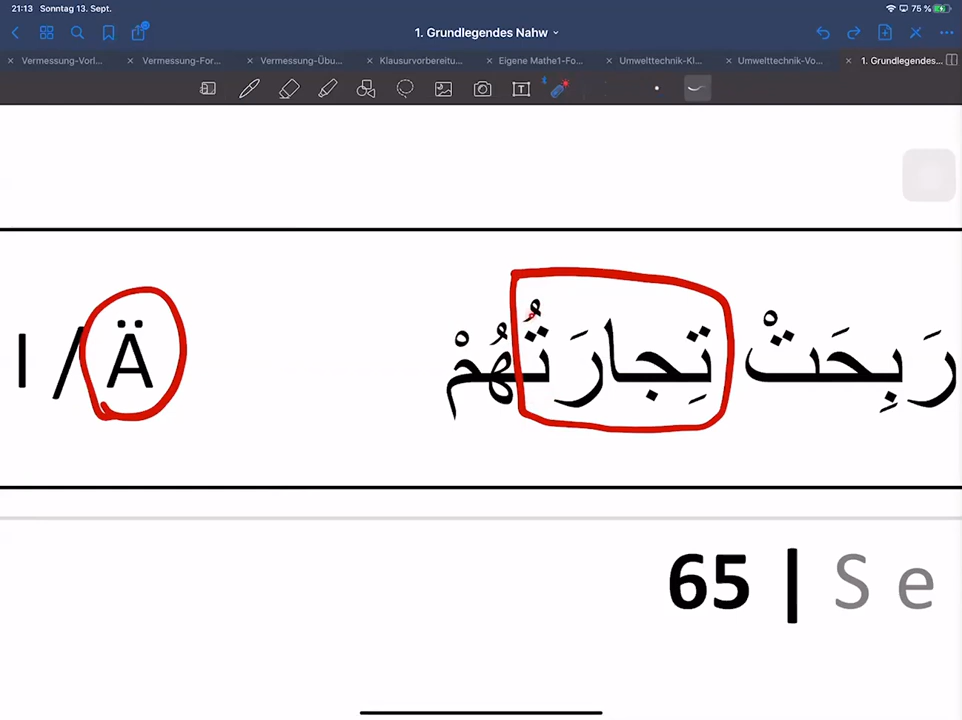 21:13 Sonntag 13. Sept. 75 %
1. Grundlegendes Nahw
Vermessung-Vorl... Vermessung-For... Vermessung-Übu... Klausurvorbereitu... Eigene Mathe1-Fo... Umwelttechnik-Kl... Umwelttechnik-Vo... 1. Grundlegendes...
T
رَبِحَتْ تِجارَتُهُمْ
I / Ä
65 | S e